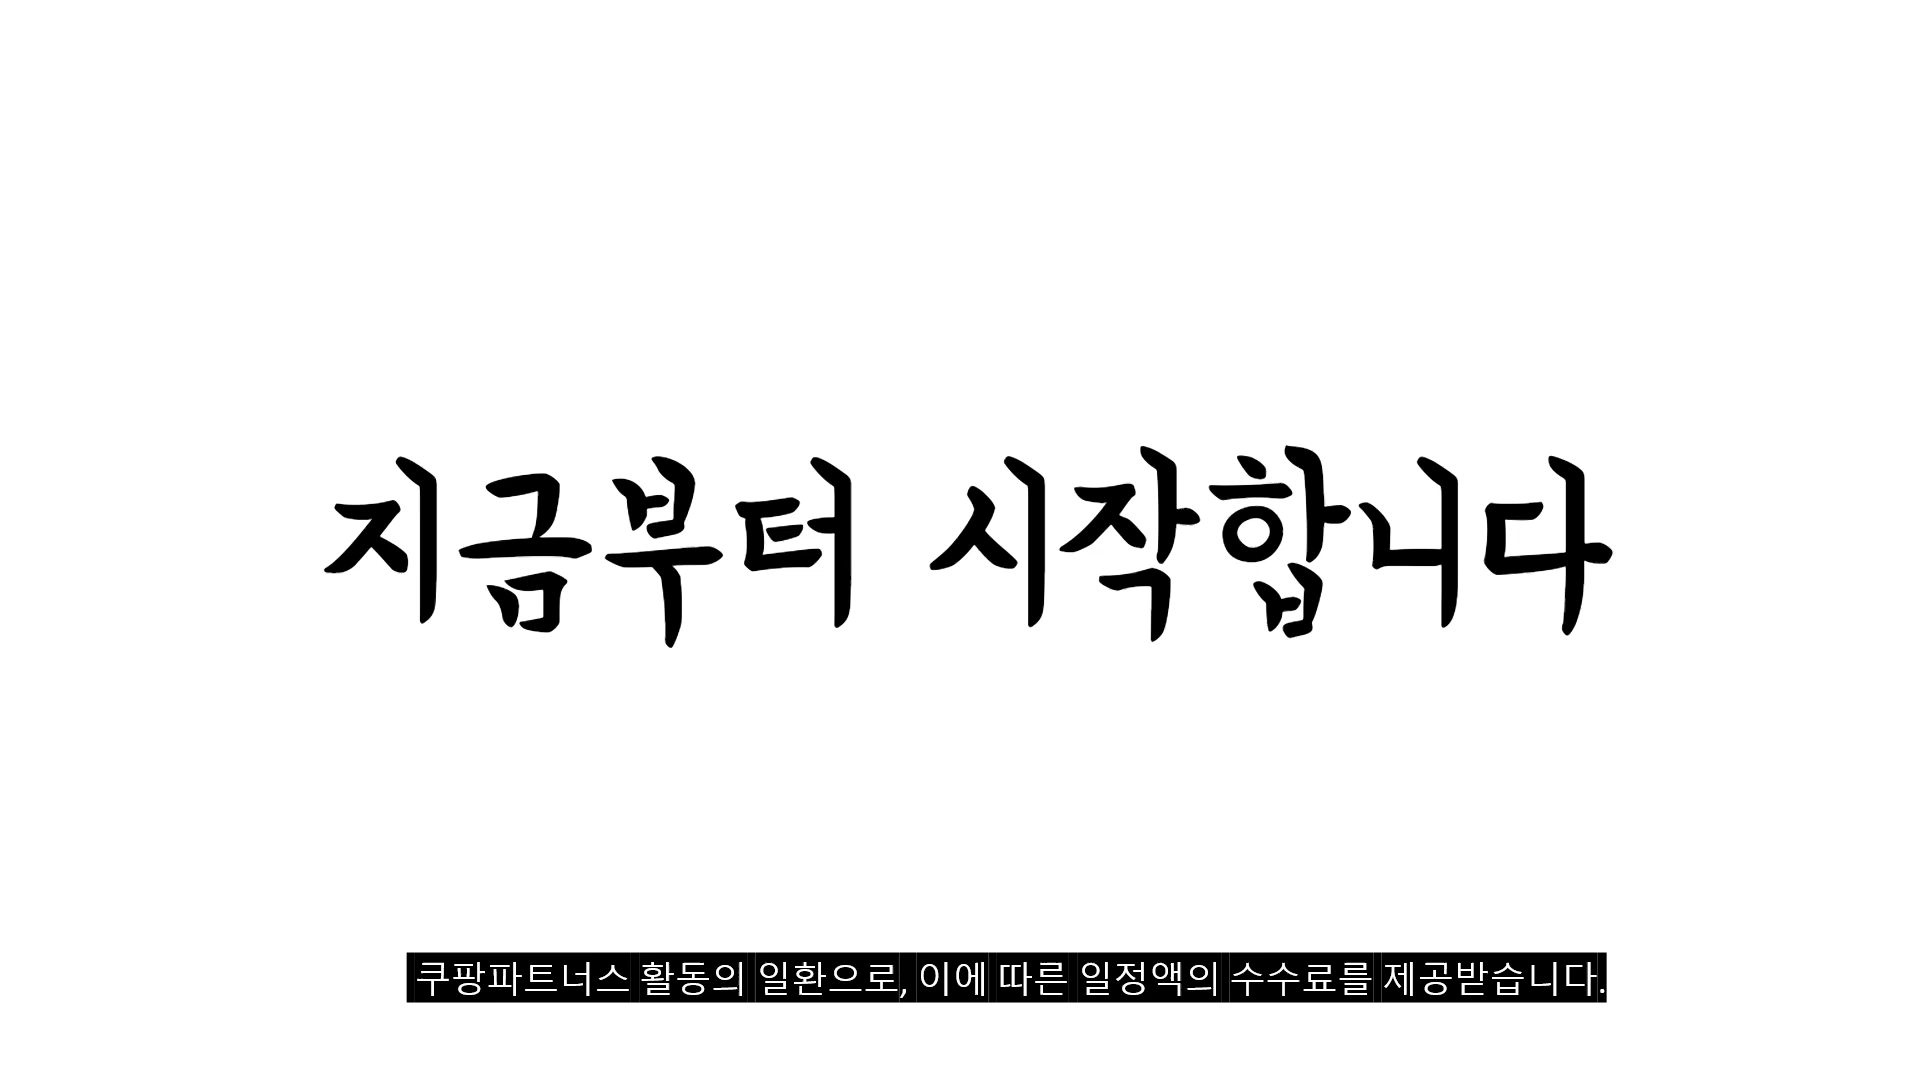 지금부터 시작합니다
쿠팡파트너스 활동의 일환으로, 이에 따른 일정액의 수수료를 제공받습니다.